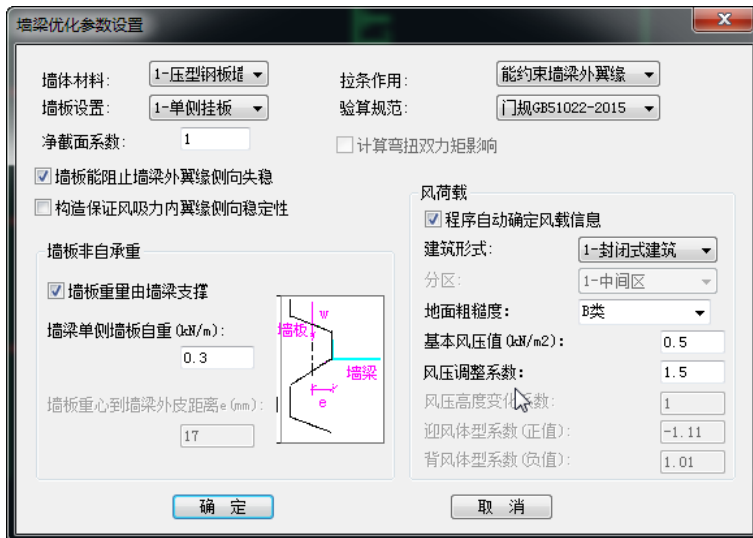 墙梁优化参数设置
墙体材料：
1-压型钢板墙
拉条作用：
能约束墙梁外翼缘
墙板设置：
1-单侧挂板
验算规范：
门规GB51022-2015
净截面系数：
1
计算弯扭双力矩影响
墙板能阻止墙梁外翼缘侧向失稳
构造保证风吸力内翼缘侧向稳定性
墙板非自承重
墙板重量由墙梁支撑
墙梁单侧墙板自重(kN/m)：
0.3
墙板重心到墙梁外皮距离e(mm)：
17
w
墙板
墙梁
e
风荷载
程序自动确定风载信息
建筑形式：
1-封闭式建筑
分区：
1-中间区
地面粗糙度：
B类
基本风压值(kN/m2)：
0.5
风压调整系数：
1.5
风压高度变化系数：
1
迎风体型系数(正值)：
-1.11
背风体型系数(负值)：
1.01
确 定
取 消